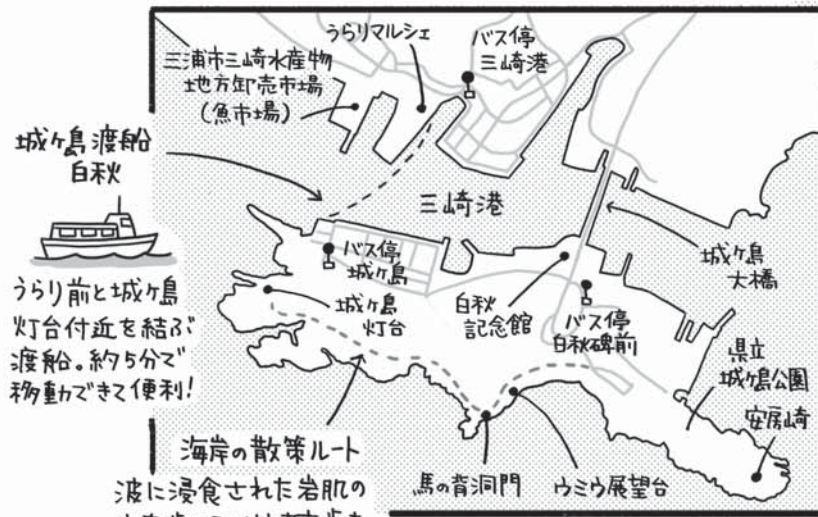 うらりマルシェ
バス停
三崎港
三浦市三崎水産物
地方卸売市場
(魚市場)
城ヶ島渡船
白秋
三崎港
うらり前と城ヶ島
灯台付近を結ぶ
渡船。約5分で
移動できて便利!
バス停
城ヶ島
城ヶ島
灯台
白秋
記念館
バス停
白秋碑前
城ヶ島
大橋
県立
城ヶ島公園
安房崎
海岸の散策ルート
波に浸食された岩肌の
馬の背洞門
ウミウ展望台